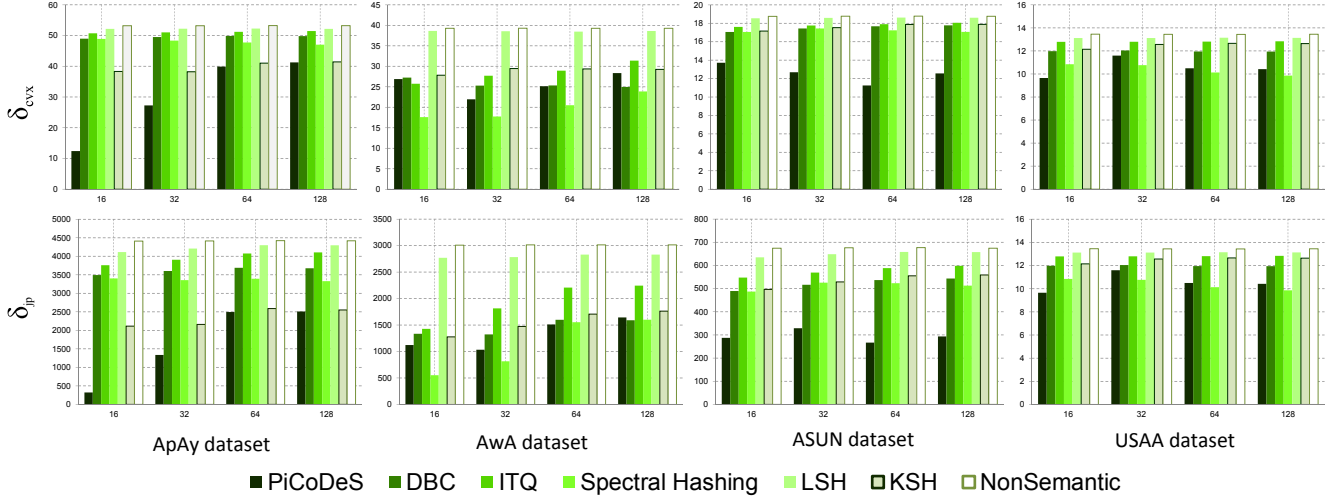 60 50 40 30 20 10 0
45 40 35 30 25 20 15 10 5 0
20 18 16 14 12 10 8 6 4 2 0
16 14 12 10 8 6 4 2 0
δcvx
16 32 64 128
16 32 64 128
16 32 64 128
16 32 64 128
5000 4500 4000 3500 3000 2500 2000 1500 1000 500 0
3500 3000 2500 2000 1500 1000 500 0
800 700 600 500 400 300 200 100 0
16 14 12 10 8 6 4 2 0
δjp
16 32 64 128
16 32 64 128
16 32 64 128
16 32 64 128
ApAy dataset
AwA dataset
ASUN dataset
USAA dataset
PiCoDeS DBC ITQ Spectral Hashing LSH KSH NonSemantic